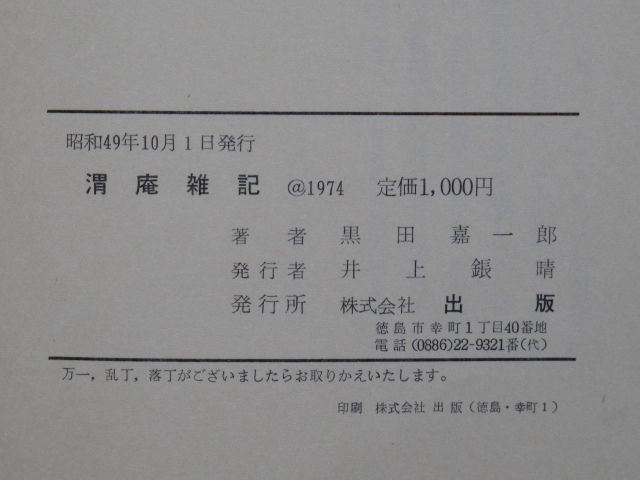 昭和49年10月1日発行
渭庵雑記 @1974 定価1,000円
著者 黒田嘉一郎
発行者 井上鋠晴
発行所 株式会社 出版
徳島市幸町1丁目40番地
電話(0886)22-9321番(代)
万一,乱丁,落丁がございましたらお取りかえいたします。
印刷 株式会社 出版(徳島・幸町1)